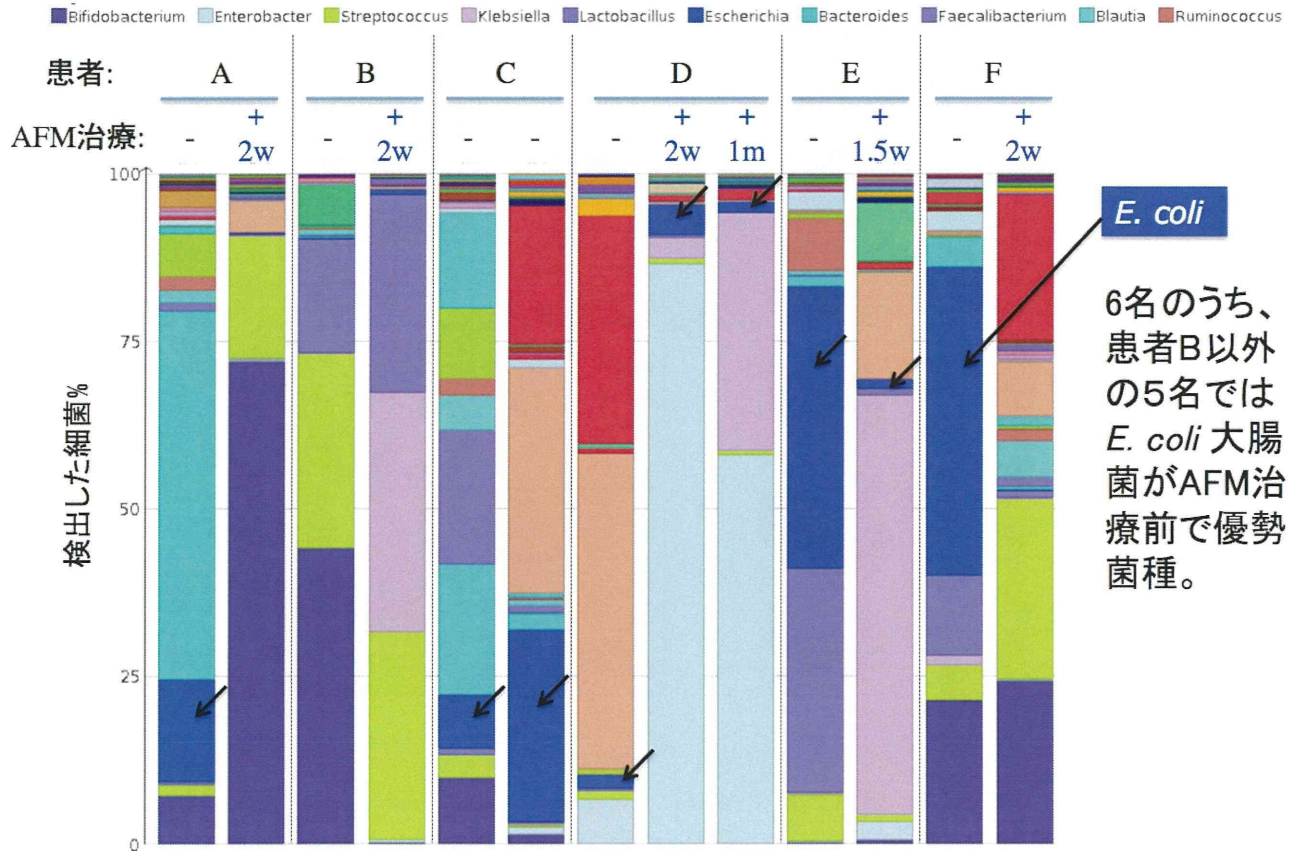 Bifidobacterium Enterobacter Streptococcus Klebsiella Lactobacillus Escherichia Bacteroides Faecalibacterium Blautia Ruminococcus
患者: A B C D E F
+ + + + + +
AFM治療: - 2w - 2w - - - 2w 1m - 1.5w - 2w
100
75
50
25
0
検出した細菌%
E. coli
6名のうち、
患者B以外
の5名では
E. coli 大腸
菌がAFM治
療前で優勢
菌種。